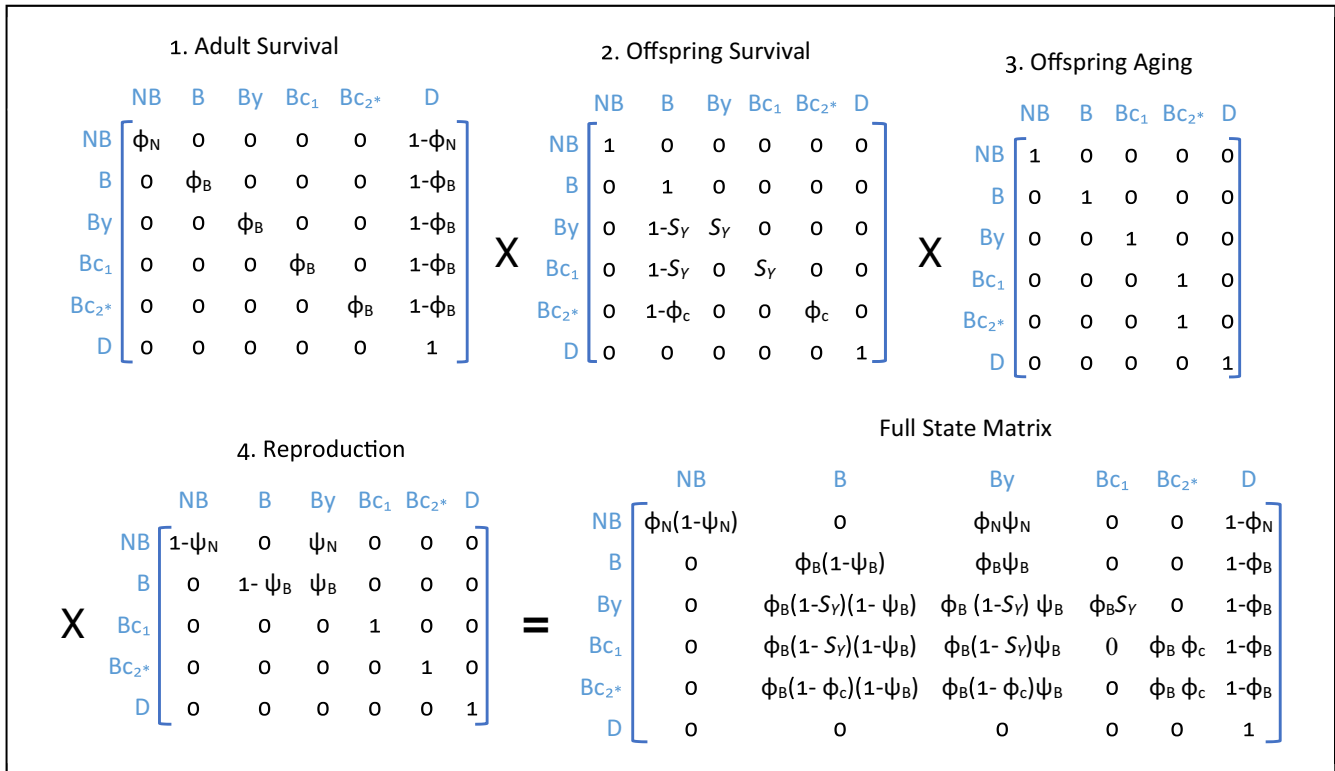 1. Adult Survival
NB B By Bc₁ Bc₂* D
NB ϕN 0 0 0 0 1-ϕN
B 0 ϕB 0 0 0 1-ϕB
By 0 0 ϕB 0 0 1-ϕB
Bc₁ 0 0 0 ϕB 0 1-ϕB
Bc₂* 0 0 0 0 ϕB 1-ϕB
D 0 0 0 0 0 1
X
2. Offspring Survival
NB B By Bc₁ Bc₂* D
NB 1 0 0 0 0 0
B 0 1 0 0 0 0
By 0 1-SY SY 0 0 0
Bc₁ 0 1-SY 0 SY 0 0
Bc₂* 0 1-ϕc 0 0 ϕc 0
D 0 0 0 0 0 1
X
3. Offspring Aging
NB B Bc₁ Bc₂* D
NB 1 0 0 0 0
B 0 1 0 0 0
By 0 0 1 0 0
Bc₁ 0 0 0 1 0
Bc₂* 0 0 0 1 0
D 0 0 0 0 1
X
4. Reproduction
NB B By Bc₁ Bc₂* D
NB 1-ψN 0 ψN 0 0 0
B 0 1- ψB ψB 0 0 0
Bc₁ 0 0 0 1 0 0
Bc₂* 0 0 0 0 1 0
D 0 0 0 0 0 1
=
Full State Matrix
NB B By Bc₁ Bc₂* D
NB ϕN(1-ψN) 0 ϕNψN 0 0 1-ϕN
B 0 ϕB(1-ψB) ϕBψB 0 0 1-ϕB
By 0 ϕB(1-SY)(1- ψB) ϕB (1-SY) ψB ϕBSY 0 1-ϕB
Bc₁ 0 ϕB(1- SY)(1-ψB) ϕB(1- SY)ψB 0 ϕB ϕc 1-ϕB
Bc₂* 0 ϕB(1- ϕc)(1-ψB) ϕB(1- ϕc)ψB 0 ϕB ϕc 1-ϕB
D 0 0 0 0 0 1